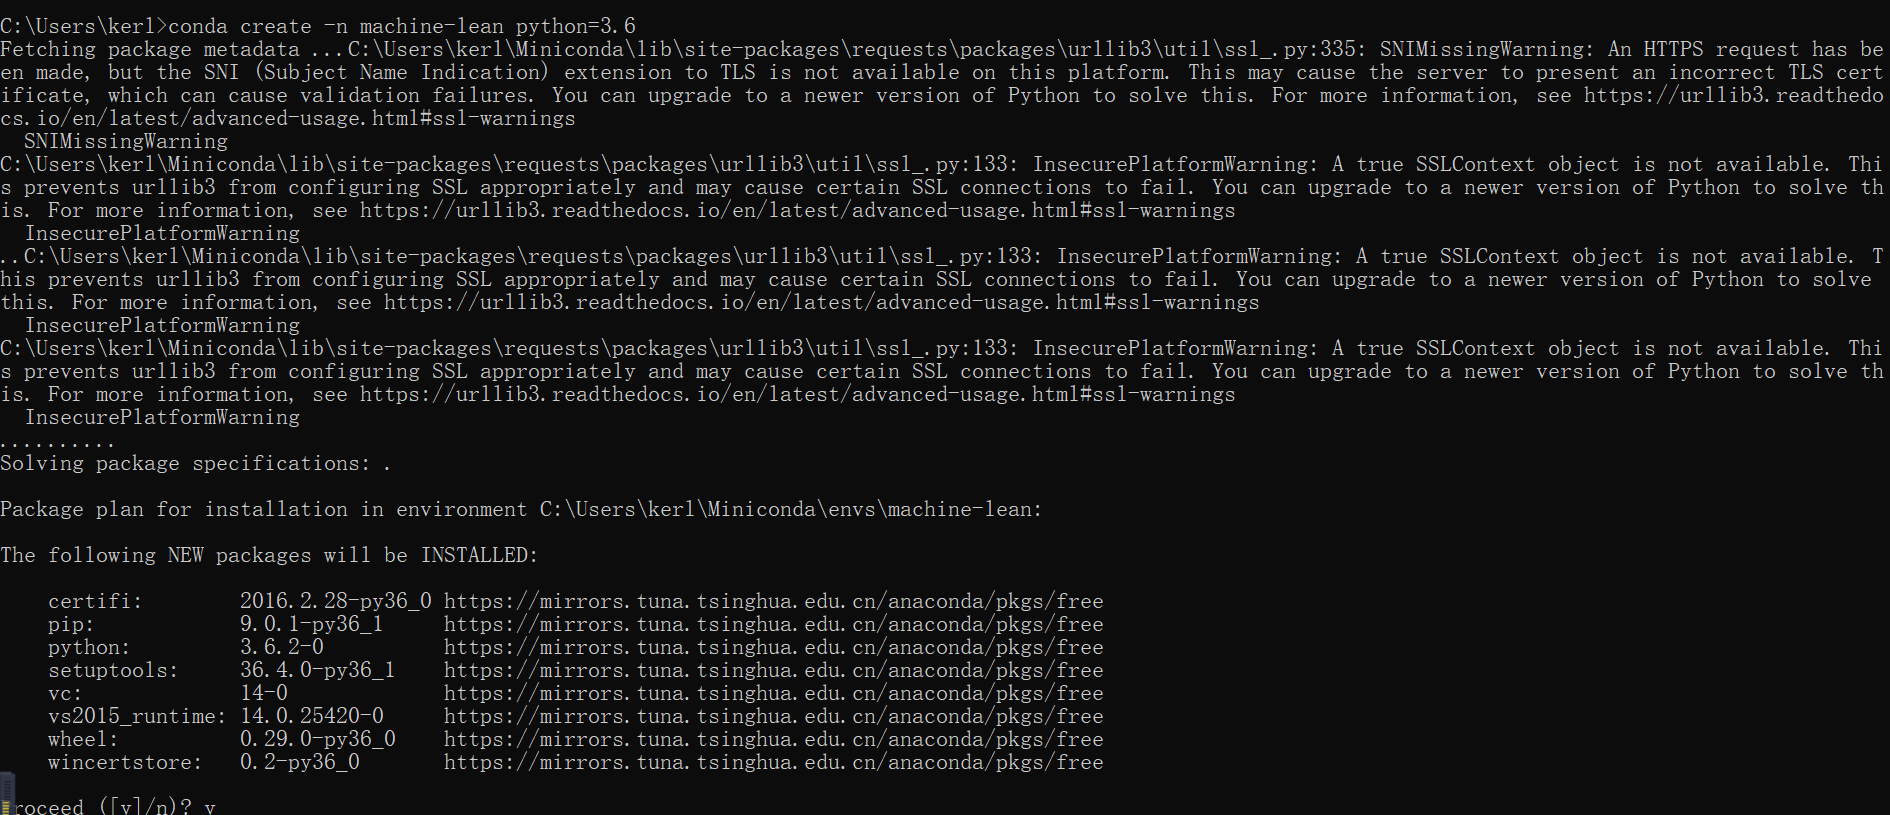 C:\Users\kerl>conda create -n machine-lean python=3.6
Fetching package metadata ...C:\Users\kerl\Miniconda\lib\site-packages\requests\packages\urllib3\util\ssl_.py:335: SNIMissingWarning: An HTTPS request has be
en made, but the SNI (Subject Name Indication) extension to TLS is not available on this platform. This may cause the server to present an incorrect TLS cert
ificate, which can cause validation failures. You can upgrade to a newer version of Python to solve this. For more information, see https://urllib3.readthedo
cs.io/en/latest/advanced-usage.html#ssl-warnings
  SNIMissingWarning
C:\Users\kerl\Miniconda\lib\site-packages\requests\packages\urllib3\util\ssl_.py:133: InsecurePlatformWarning: A true SSLContext object is not available. Thi
s prevents urllib3 from configuring SSL appropriately and may cause certain SSL connections to fail. You can upgrade to a newer version of Python to solve th
is. For more information, see https://urllib3.readthedocs.io/en/latest/advanced-usage.html#ssl-warnings
  InsecurePlatformWarning
..C:\Users\kerl\Miniconda\lib\site-packages\requests\packages\urllib3\util\ssl_.py:133: InsecurePlatformWarning: A true SSLContext object is not available. T
his prevents urllib3 from configuring SSL appropriately and may cause certain SSL connections to fail. You can upgrade to a newer version of Python to solve
this. For more information, see https://urllib3.readthedocs.io/en/latest/advanced-usage.html#ssl-warnings
  InsecurePlatformWarning
C:\Users\kerl\Miniconda\lib\site-packages\requests\packages\urllib3\util\ssl_.py:133: InsecurePlatformWarning: A true SSLContext object is not available. Thi
s prevents urllib3 from configuring SSL appropriately and may cause certain SSL connections to fail. You can upgrade to a newer version of Python to solve th
is. For more information, see https://urllib3.readthedocs.io/en/latest/advanced-usage.html#ssl-warnings
  InsecurePlatformWarning
..........
Solving package specifications: .
Package plan for installation in environment C:\Users\kerl\Miniconda\envs\machine-lean:
The following NEW packages will be INSTALLED:
certifi: 2016.2.28-py36_0 https://mirrors.tuna.tsinghua.edu.cn/anaconda/pkgs/free
pip: 9.0.1-py36_1 https://mirrors.tuna.tsinghua.edu.cn/anaconda/pkgs/free
python: 3.6.2-0 https://mirrors.tuna.tsinghua.edu.cn/anaconda/pkgs/free
setuptools: 36.4.0-py36_1 https://mirrors.tuna.tsinghua.edu.cn/anaconda/pkgs/free
vc: 14-0 https://mirrors.tuna.tsinghua.edu.cn/anaconda/pkgs/free
vs2015_runtime: 14.0.25420-0 https://mirrors.tuna.tsinghua.edu.cn/anaconda/pkgs/free
wheel: 0.29.0-py36_0 https://mirrors.tuna.tsinghua.edu.cn/anaconda/pkgs/free
wincertstore: 0.2-py36_0 https://mirrors.tuna.tsinghua.edu.cn/anaconda/pkgs/free
roceed ([y]/n)? y